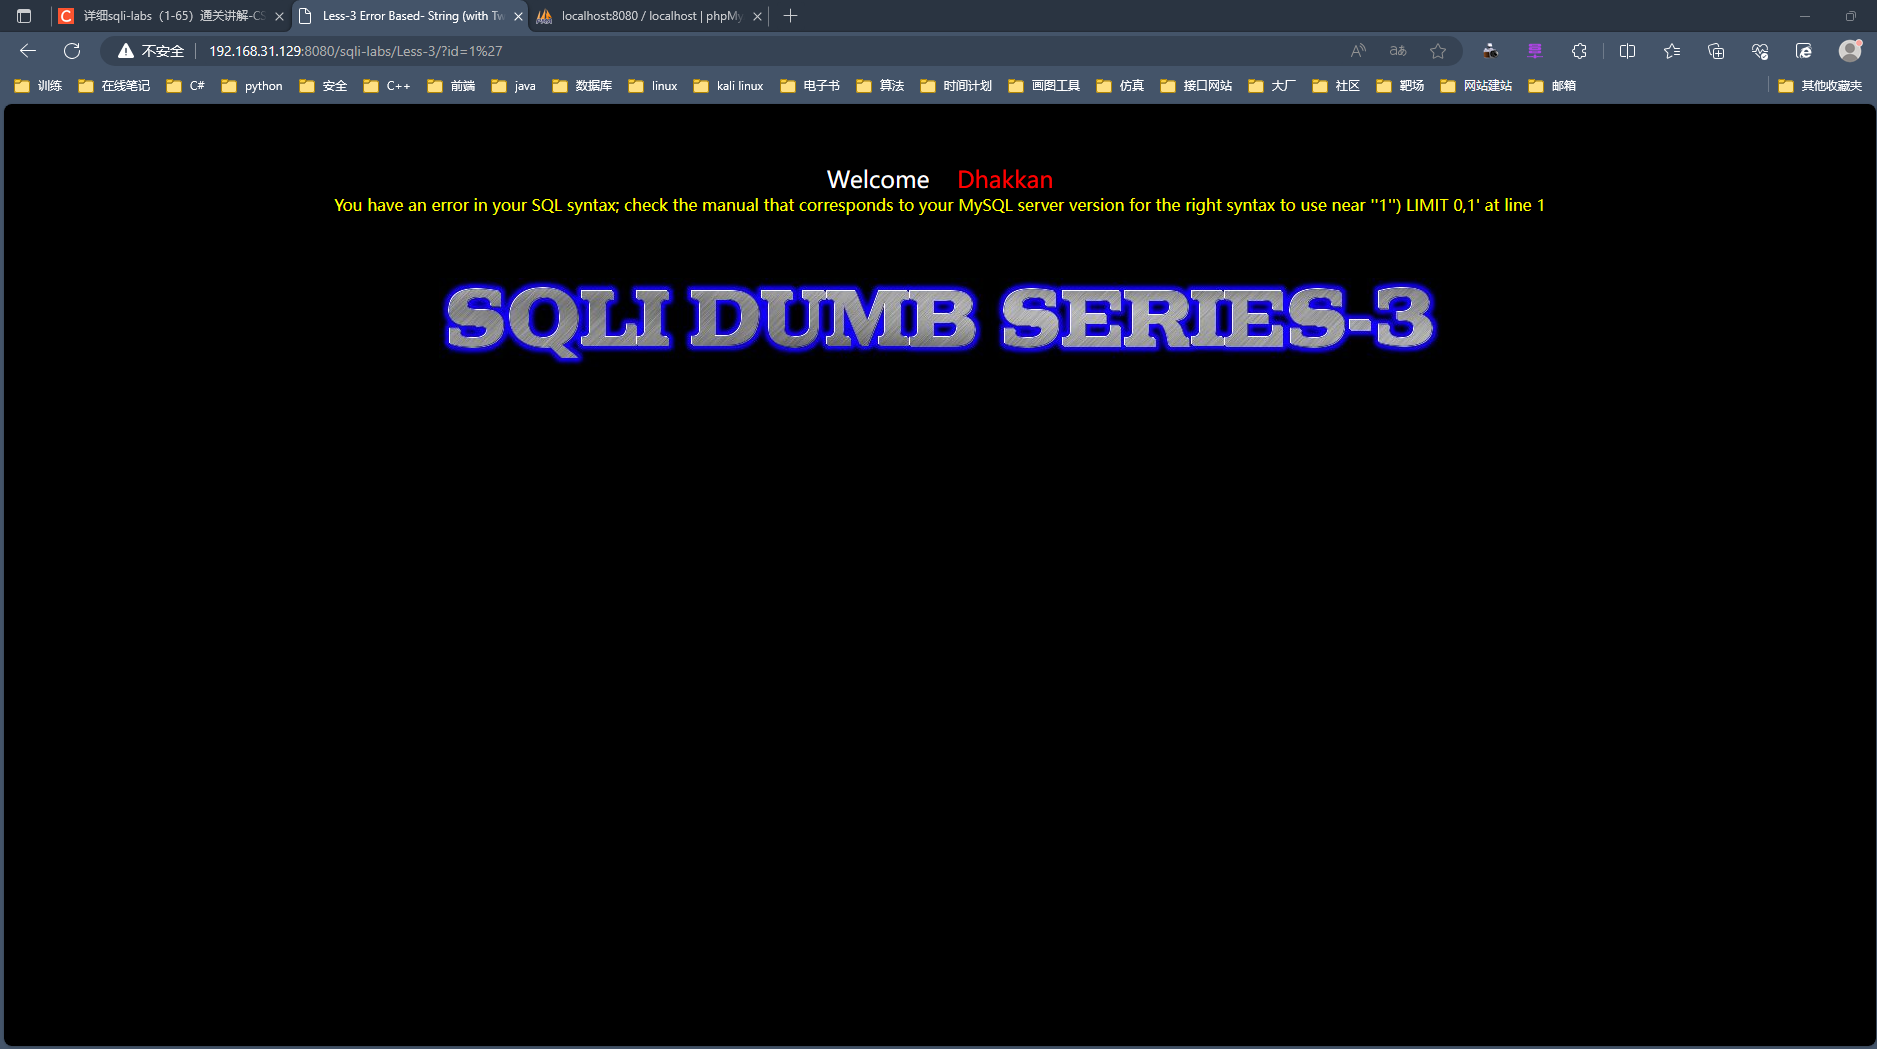 详细sqli-labs（1-65）通关讲解-CS
Less-3 Error Based- String (with Tw
localhost:8080 / localhost | phpMy
不安全
192.168.31.129:8080/sqli-labs/Less-3/?id=1%27
训练 在线笔记 C# python 安全 C++ 前端 java 数据库 linux kali linux 电子书 算法 时间计划 画图工具 仿真 接口网站 大厂 社区 靶场 网站建站 邮箱 其他收藏夹
Welcome Dhakkan
You have an error in your SQL syntax; check the manual that corresponds to your MySQL server version for the right syntax to use near ''1'') LIMIT 0,1' at line 1
SQLI DUMB SERIES-3